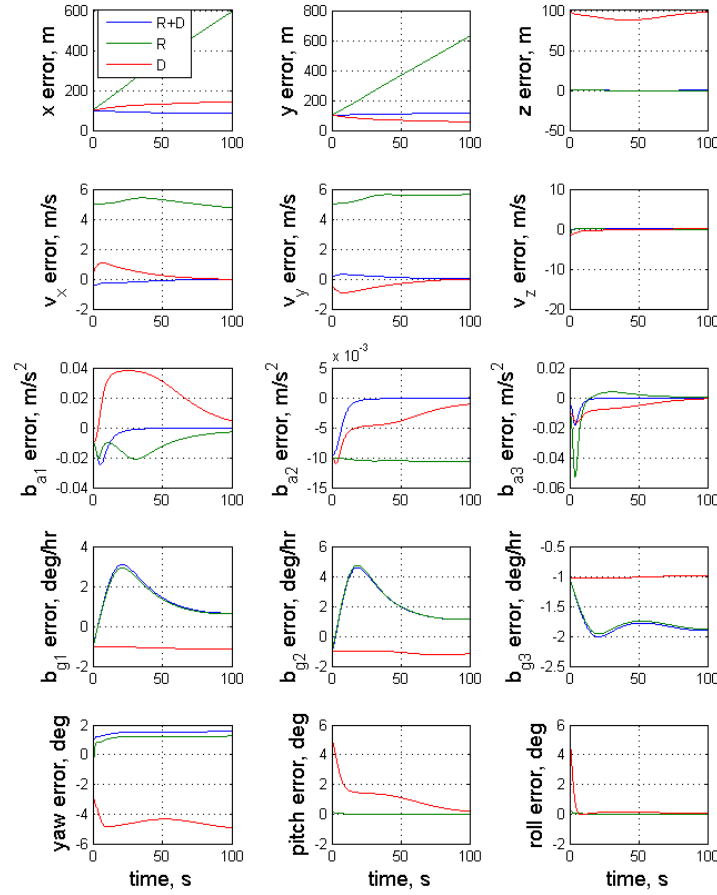 R+D
R
D
x error, m
600
400
200
0
0 50 100
y error, m
800
600
400
200
0
0 50 100
z error, m
100
50
0
-50
0 50 100
v_x error, m/s
6
4
2
0
-2
0 50 100
v_y error, m/s
6
4
2
0
-2
0 50 100
v_z error, m/s
10
0
-10
-20
0 50 100
b_a1 error, m/s²
0.04
0.02
0
-0.02
-0.04
0 50 100
b_a2 error, m/s²
x 10⁻³
5
0
-5
-10
-15
0 50 100
b_a3 error, m/s²
0.02
0
-0.02
-0.04
-0.06
0 50 100
b_g1 error, deg/hr
4
2
0
-2
0 50 100
b_g2 error, deg/hr
6
4
2
0
-2
0 50 100
b_g3 error, deg/hr
-0.5
-1
-1.5
-2
-2.5
0 50 100
yaw error, deg
2
0
-2
-4
-6
0 50 100
time, s
pitch error, deg
6
4
2
0
-2
0 50 100
time, s
roll error, deg
6
4
2
0
-2
0 50 100
time, s